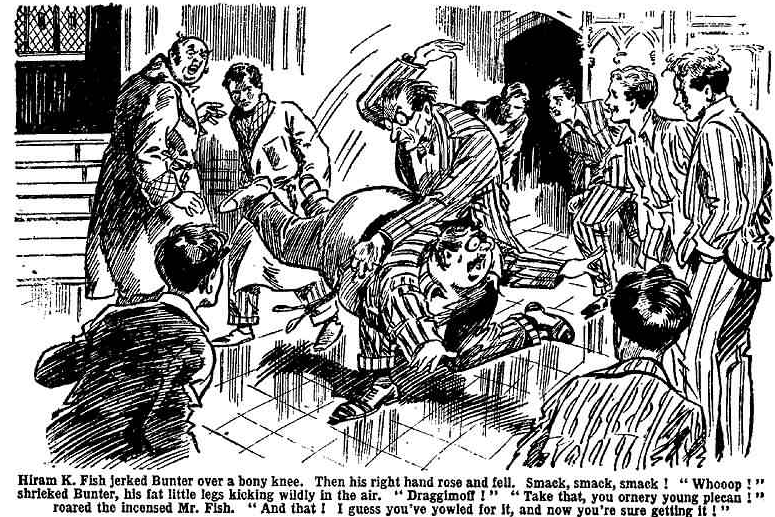 Hiram K. Fish jerked Bunter over a bony knee. Then his right hand rose and fell. Smack, smack, smack ! " Whooop ! "
shrieked Bunter, his fat little legs kicking wildly in the air. " Draggimoff ! " " Take that, you ornery young plecan ! "
roared the incensed Mr. Fish. " And that ! I guess you've yowled for it, and now you're sure getting it ! "